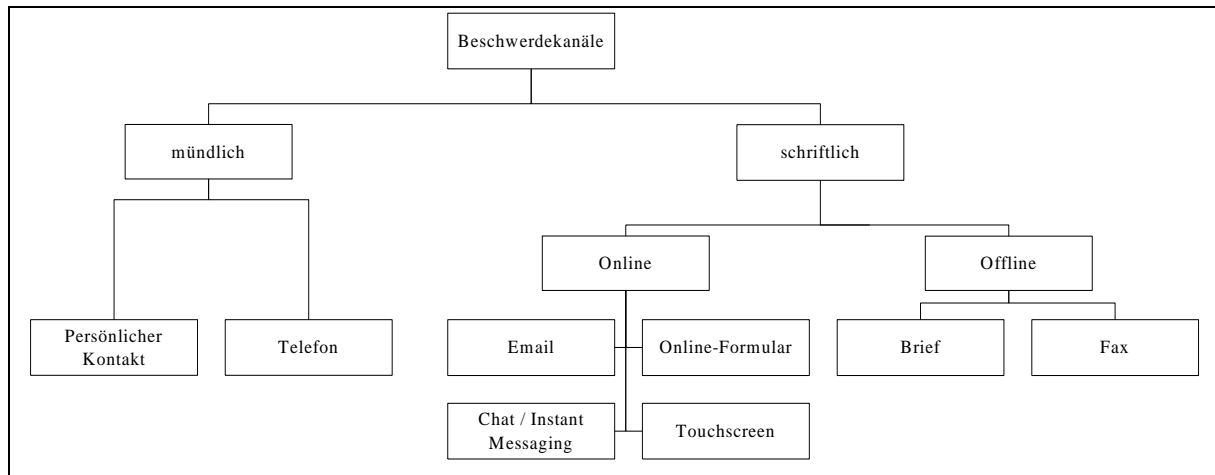 Beschwerdekanäle
mündlich
schriftlich
Online
Offline
Persönlicher
Kontakt
Telefon
Email
Online-Formular
Brief
Fax
Chat / Instant
Messaging
Touchscreen